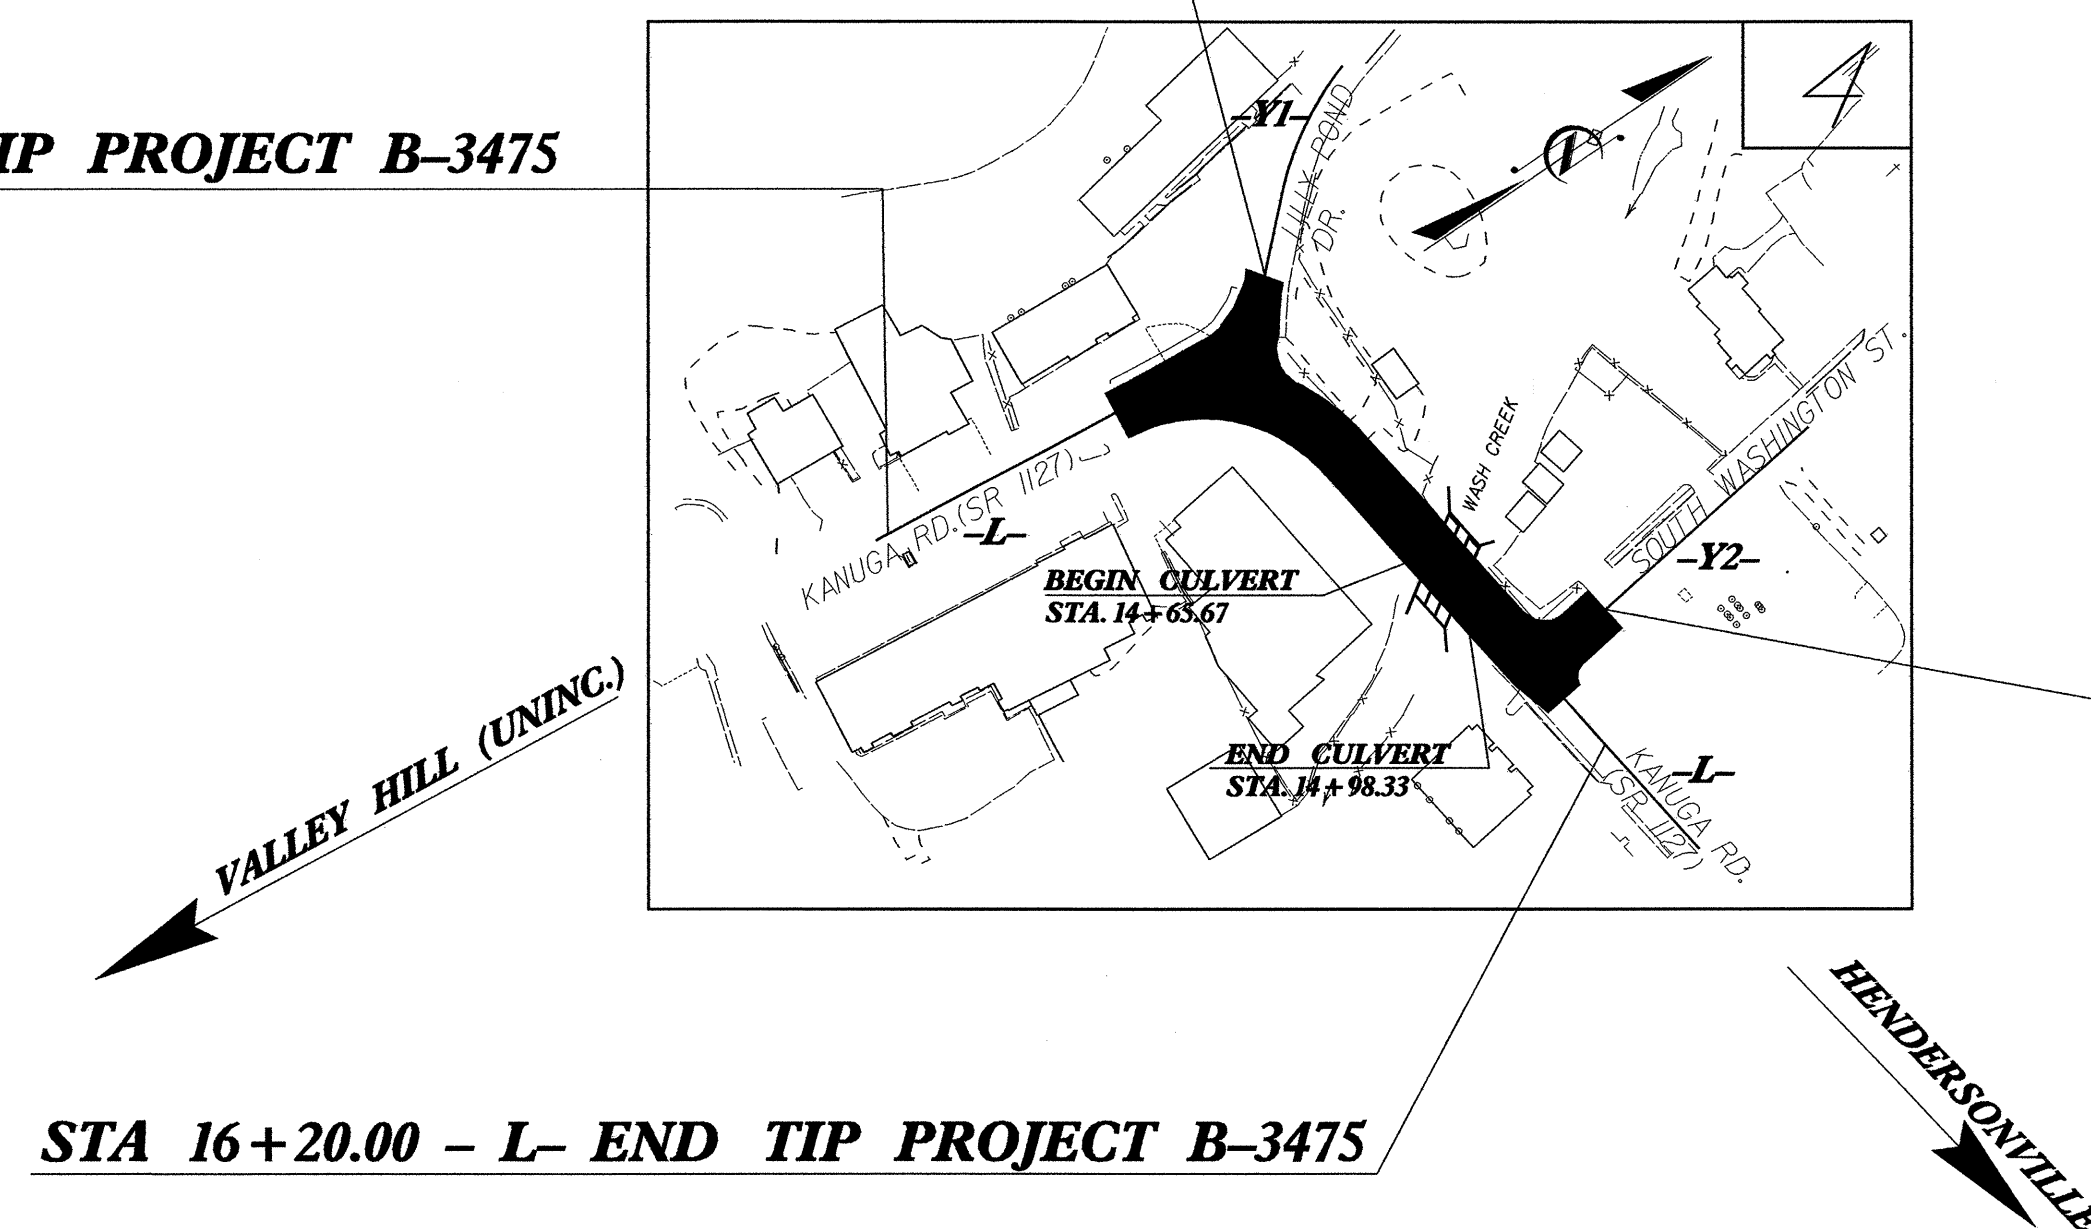 IP PROJECT B–3475
–Y1–
LILLY POND
DR.
WASH CREEK
SOUTH WASHINGTON ST.
–Y2–
KANUGA RD. (SR 1127)
–L–
BEGIN CULVERT
STA. 14+65.67
END CULVERT
STA. 14+98.33
–L–
KANUGA RD.
(SR 1127)
VALLEY HILL (UNINC.)
HENDERSONVILLE
STA 16+20.00 – L– END TIP PROJECT B–3475